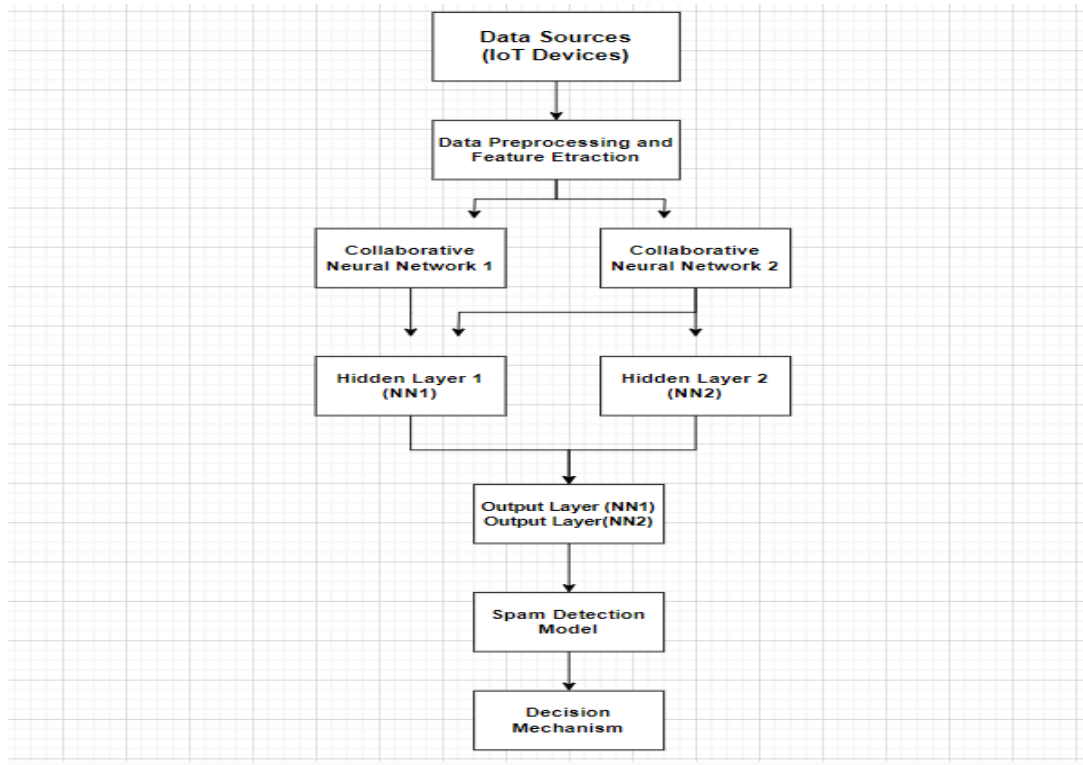 Data Sources
(IoT Devices)
Data Preprocessing and
Feature Etraction
Collaborative
Neural Network 1
Collaborative
Neural Network 2
Hidden Layer 1
(NN1)
Hidden Layer 2
(NN2)
Output Layer (NN1)
Output Layer(NN2)
Spam Detection
Model
Decision
Mechanism